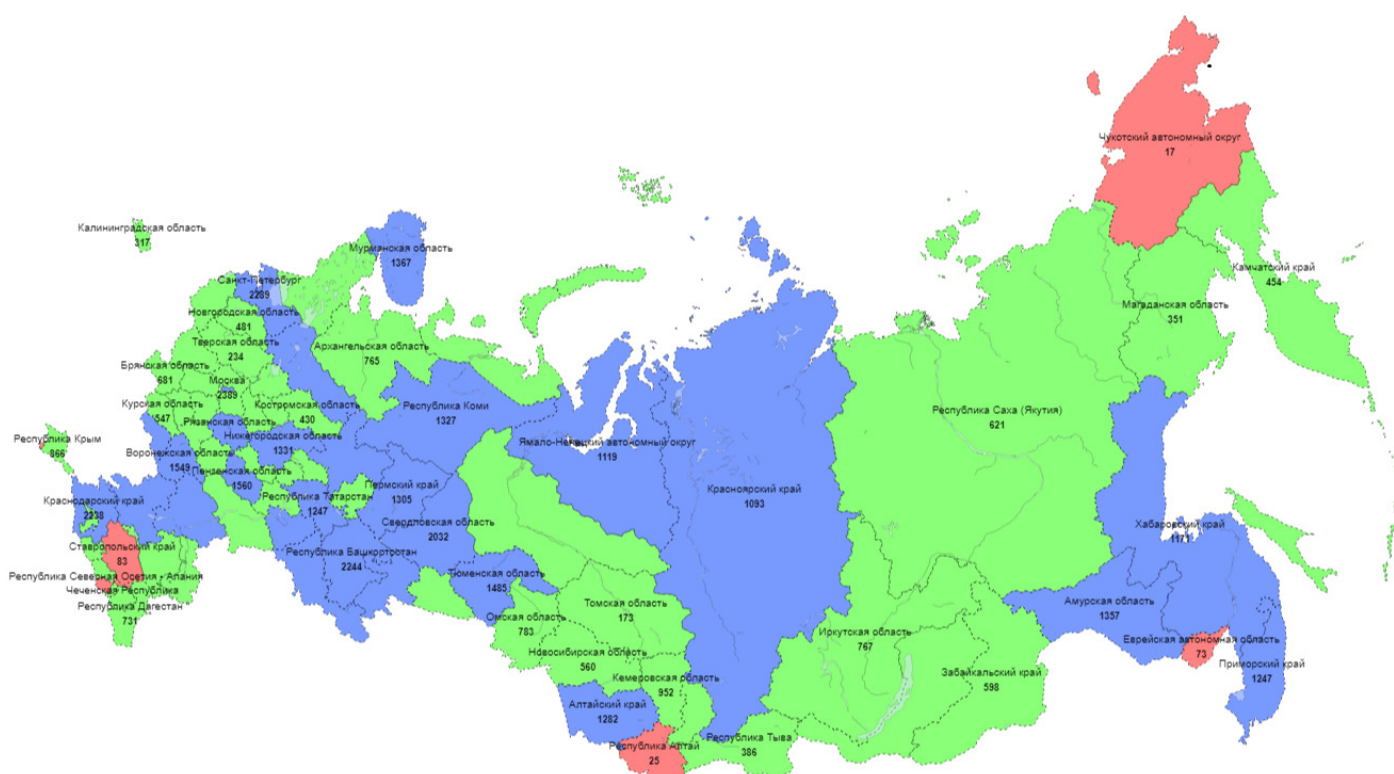 Чукотский автономный округ
17
Калининградская область
317
Мурманская область
1367
Камчатский край
454
Санкт-Петербург
2289
Магаданская область
351
Новгородская область
481
Тверская область
234
Архангельская область
765
Брянская область
681
Москва
2389
Курская область
547
Костромская область
430
Республика Коми
1327
Республика Саха (Якутия)
621
Рязанская область
Нижегородская область
1331
Республика Крым
866
Ямало-Ненецкий автономный округ
1119
Воронежская область
1549
Пензенская область
1560
Красноярский край
1093
Пермский край
1305
Республика Татарстан
1247
Краснодарский край
2238
Свердловская область
2032
Хабаровский край
1171
Ставропольский край
83
Республика Башкортостан
2244
Тюменская область
1485
Республика Северная Осетия - Алания
Чеченская Республика
Республика Дагестан
731
Амурская область
1357
Томская область
173
Омская область
783
Иркутская область
767
Еврейская автономная область
73
Новосибирская область
560
Приморский край
1247
Забайкальский край
598
Кемеровская область
952
Алтайский край
1282
Республика Тыва
386
Республика Алтай
25